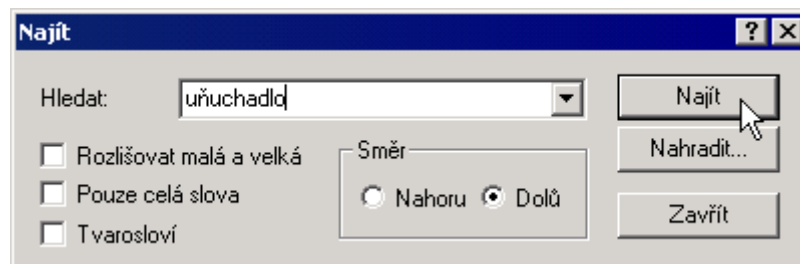 Najít
Hledat: uňuchadlo Najít
Rozlišovat malá a velká Směr Nahradit...
Pouze celá slova Nahoru Dolů
Tvarosloví Zavřít